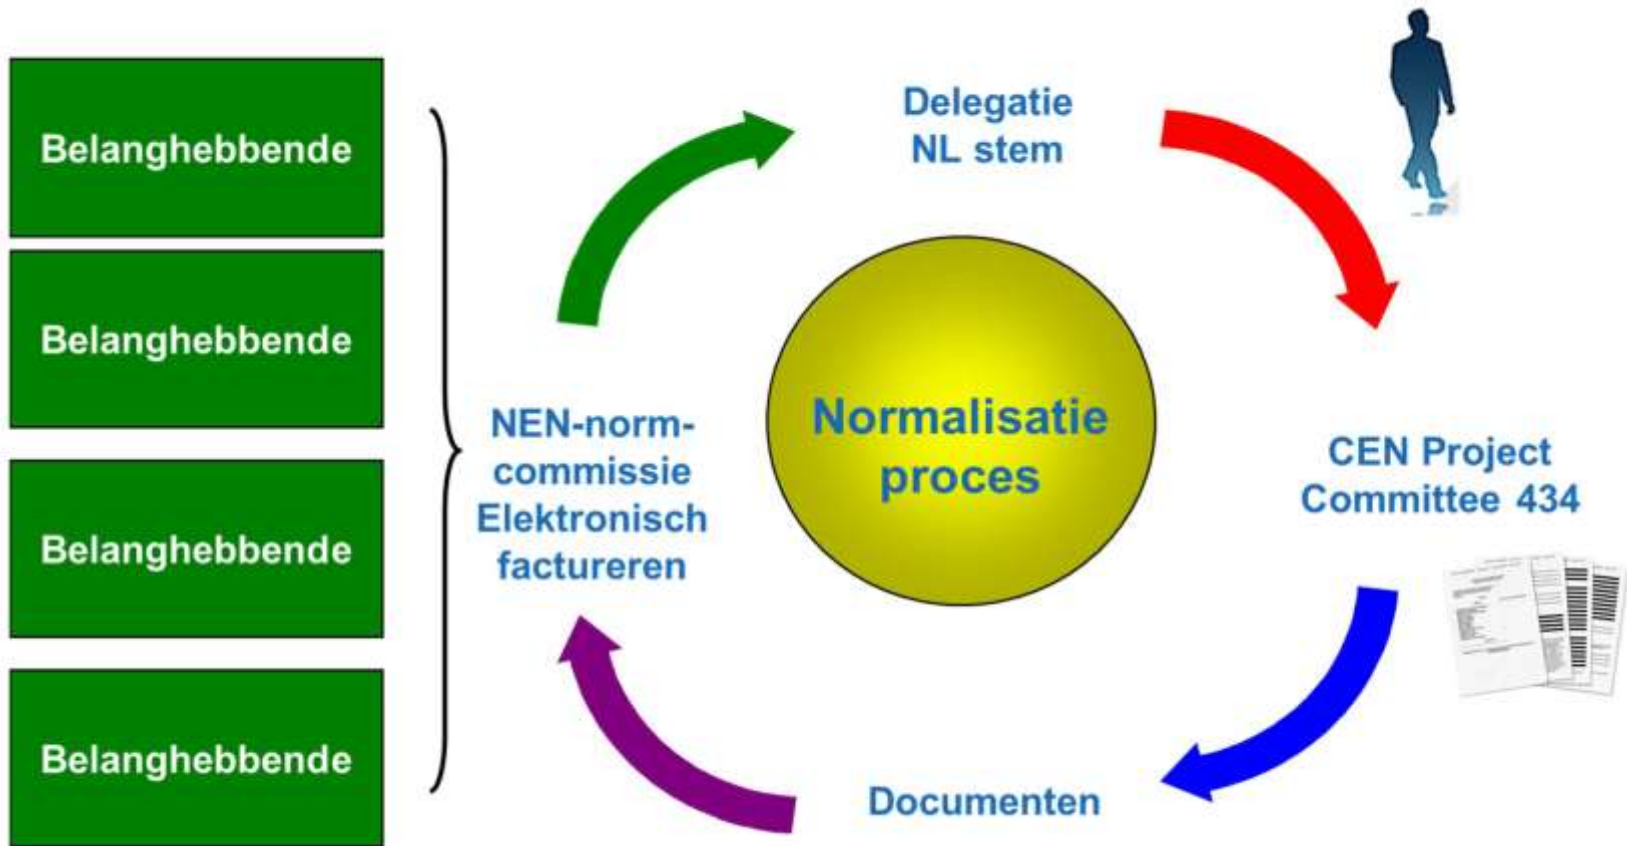 Belanghebbende
Belanghebbende
Belanghebbende
Belanghebbende
NEN-norm-
commissie
Elektronisch
factureren
Delegatie
NL stem
Normalisatie
proces
CEN Project
Committee 434
Documenten